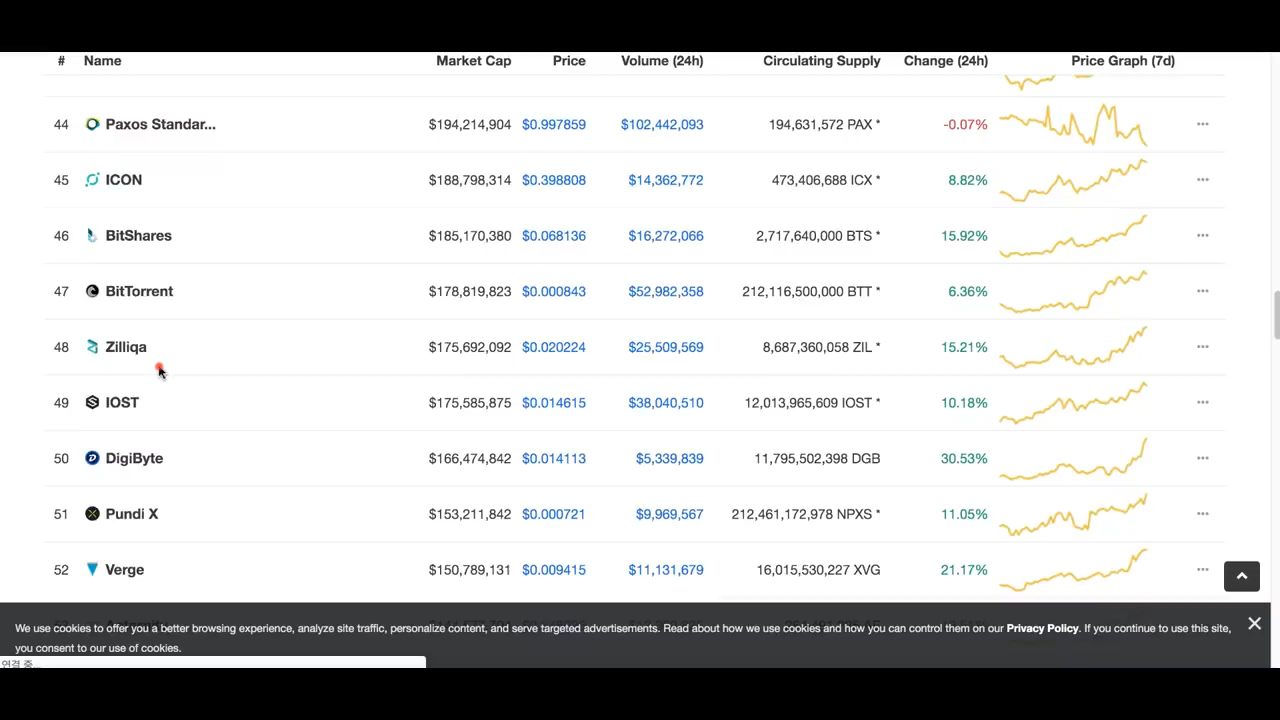 # Name Market Cap Price Volume (24h) Circulating Supply Change (24h) Price Graph (7d)
44 Paxos Standar... $194,214,904 $0.997859 $102,442,093 194,631,572 PAX * -0.07%
45 ICON $188,798,314 $0.398808 $14,362,772 473,406,688 ICX * 8.82%
46 BitShares $185,170,380 $0.068136 $16,272,066 2,717,640,000 BTS * 15.92%
47 BitTorrent $178,819,823 $0.000843 $52,982,358 212,116,500,000 BTT * 6.36%
48 Zilliqa $175,692,092 $0.020224 $25,509,569 8,687,360,058 ZIL * 15.21%
49 IOST $175,585,875 $0.014615 $38,040,510 12,013,965,609 IOST * 10.18%
50 DigiByte $166,474,842 $0.014113 $5,339,839 11,795,502,398 DGB 30.53%
51 Pundi X $153,211,842 $0.000721 $9,969,567 212,461,172,978 NPXS * 11.05%
52 Verge $150,789,131 $0.009415 $11,131,679 16,015,530,227 XVG 21.17%
We use cookies to offer you a better browsing experience, analyze site traffic, personalize content, and serve targeted advertisements. Read about how we use cookies and how you can control them on our Privacy Policy. If you continue to use this site,
you consent to our use of cookies.
연결 중...